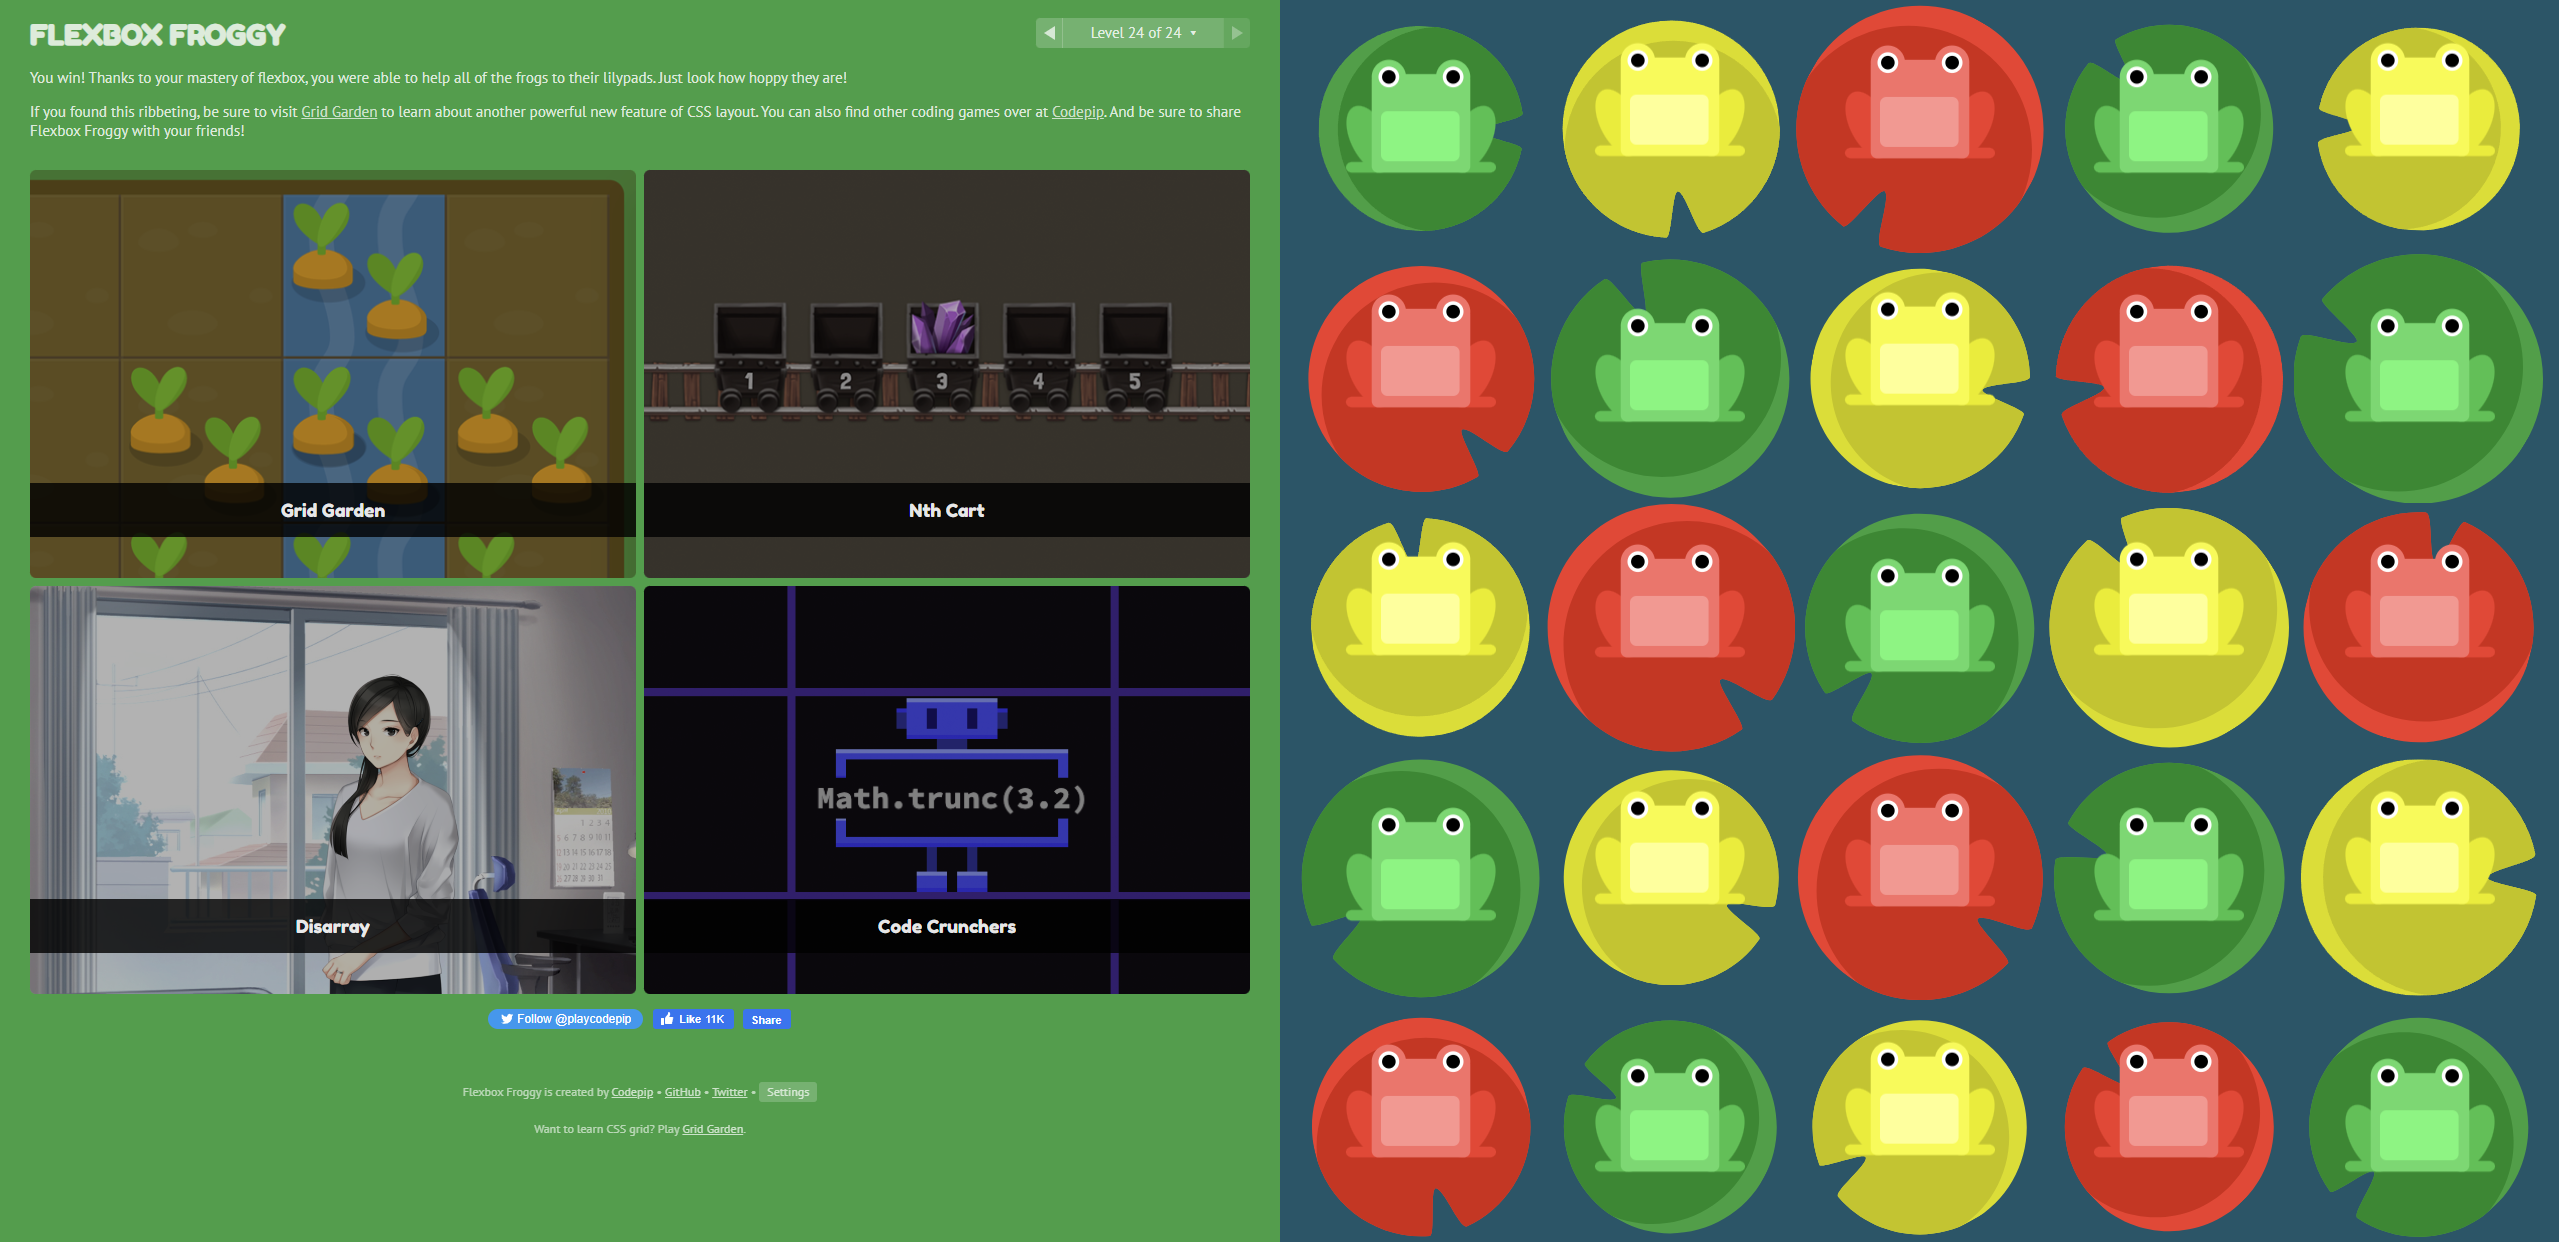 FLEXBOX FROGGY
Level 24 of 24
You win! Thanks to your mastery of flexbox, you were able to help all of the frogs to their lilypads. Just look how hoppy they are!
If you found this ribbeting, be sure to visit Grid Garden to learn about another powerful new feature of CSS layout. You can also find other coding games over at Codepip. And be sure to share
Flexbox Froggy with your friends!
1 2 3 4 5
Grid Garden
Nth Cart
Math.trunc(3.2)
Disarray
Code Crunchers
Follow @playcodepip
Like 11K
Share
Flexbox Froggy is created by Codepip • GitHub • Twitter • Settings
Want to learn CSS grid? Play Grid Garden.